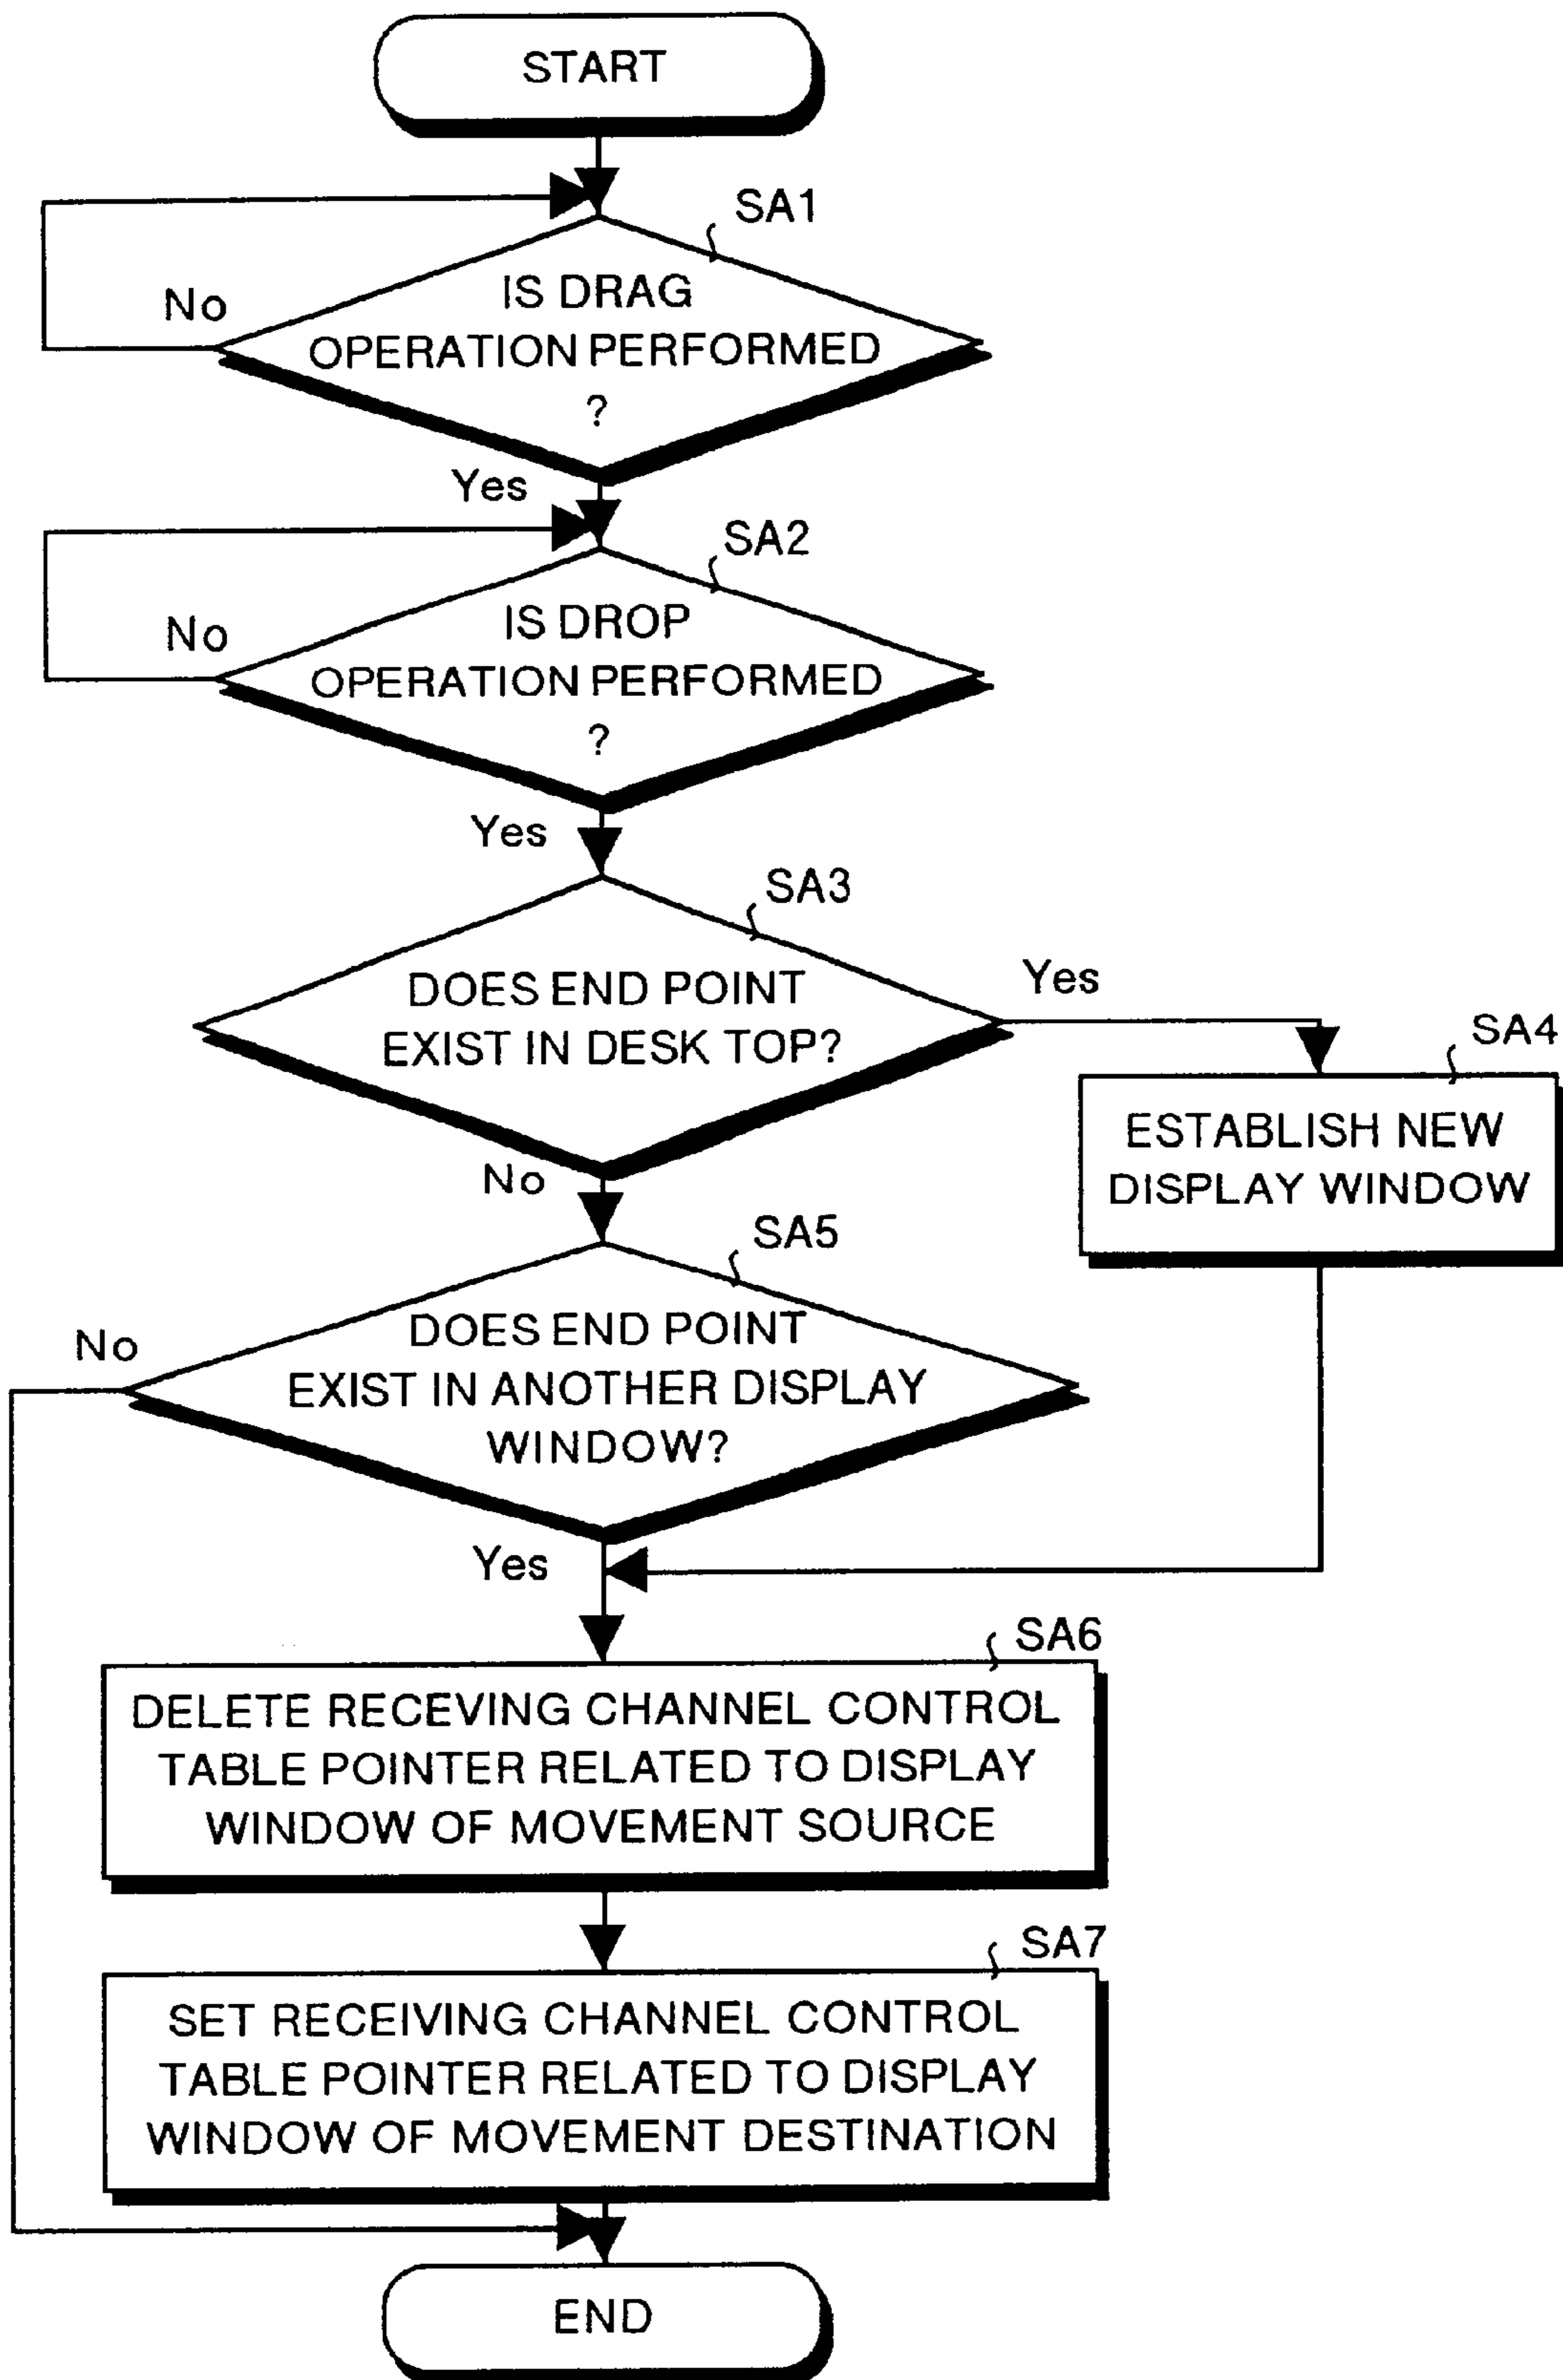 START
SA1
IS DRAG
OPERATION PERFORMED
?
No
Yes
SA2
IS DROP
OPERATION PERFORMED
?
No
Yes
SA3
DOES END POINT
EXIST IN DESK TOP?
Yes
No
SA4
ESTABLISH NEW
DISPLAY WINDOW
SA5
DOES END POINT
EXIST IN ANOTHER DISPLAY
WINDOW?
No
Yes
SA6
DELETE RECEVING CHANNEL CONTROL
TABLE POINTER RELATED TO DISPLAY
WINDOW OF MOVEMENT SOURCE
SA7
SET RECEIVING CHANNEL CONTROL
TABLE POINTER RELATED TO DISPLAY
WINDOW OF MOVEMENT DESTINATION
END